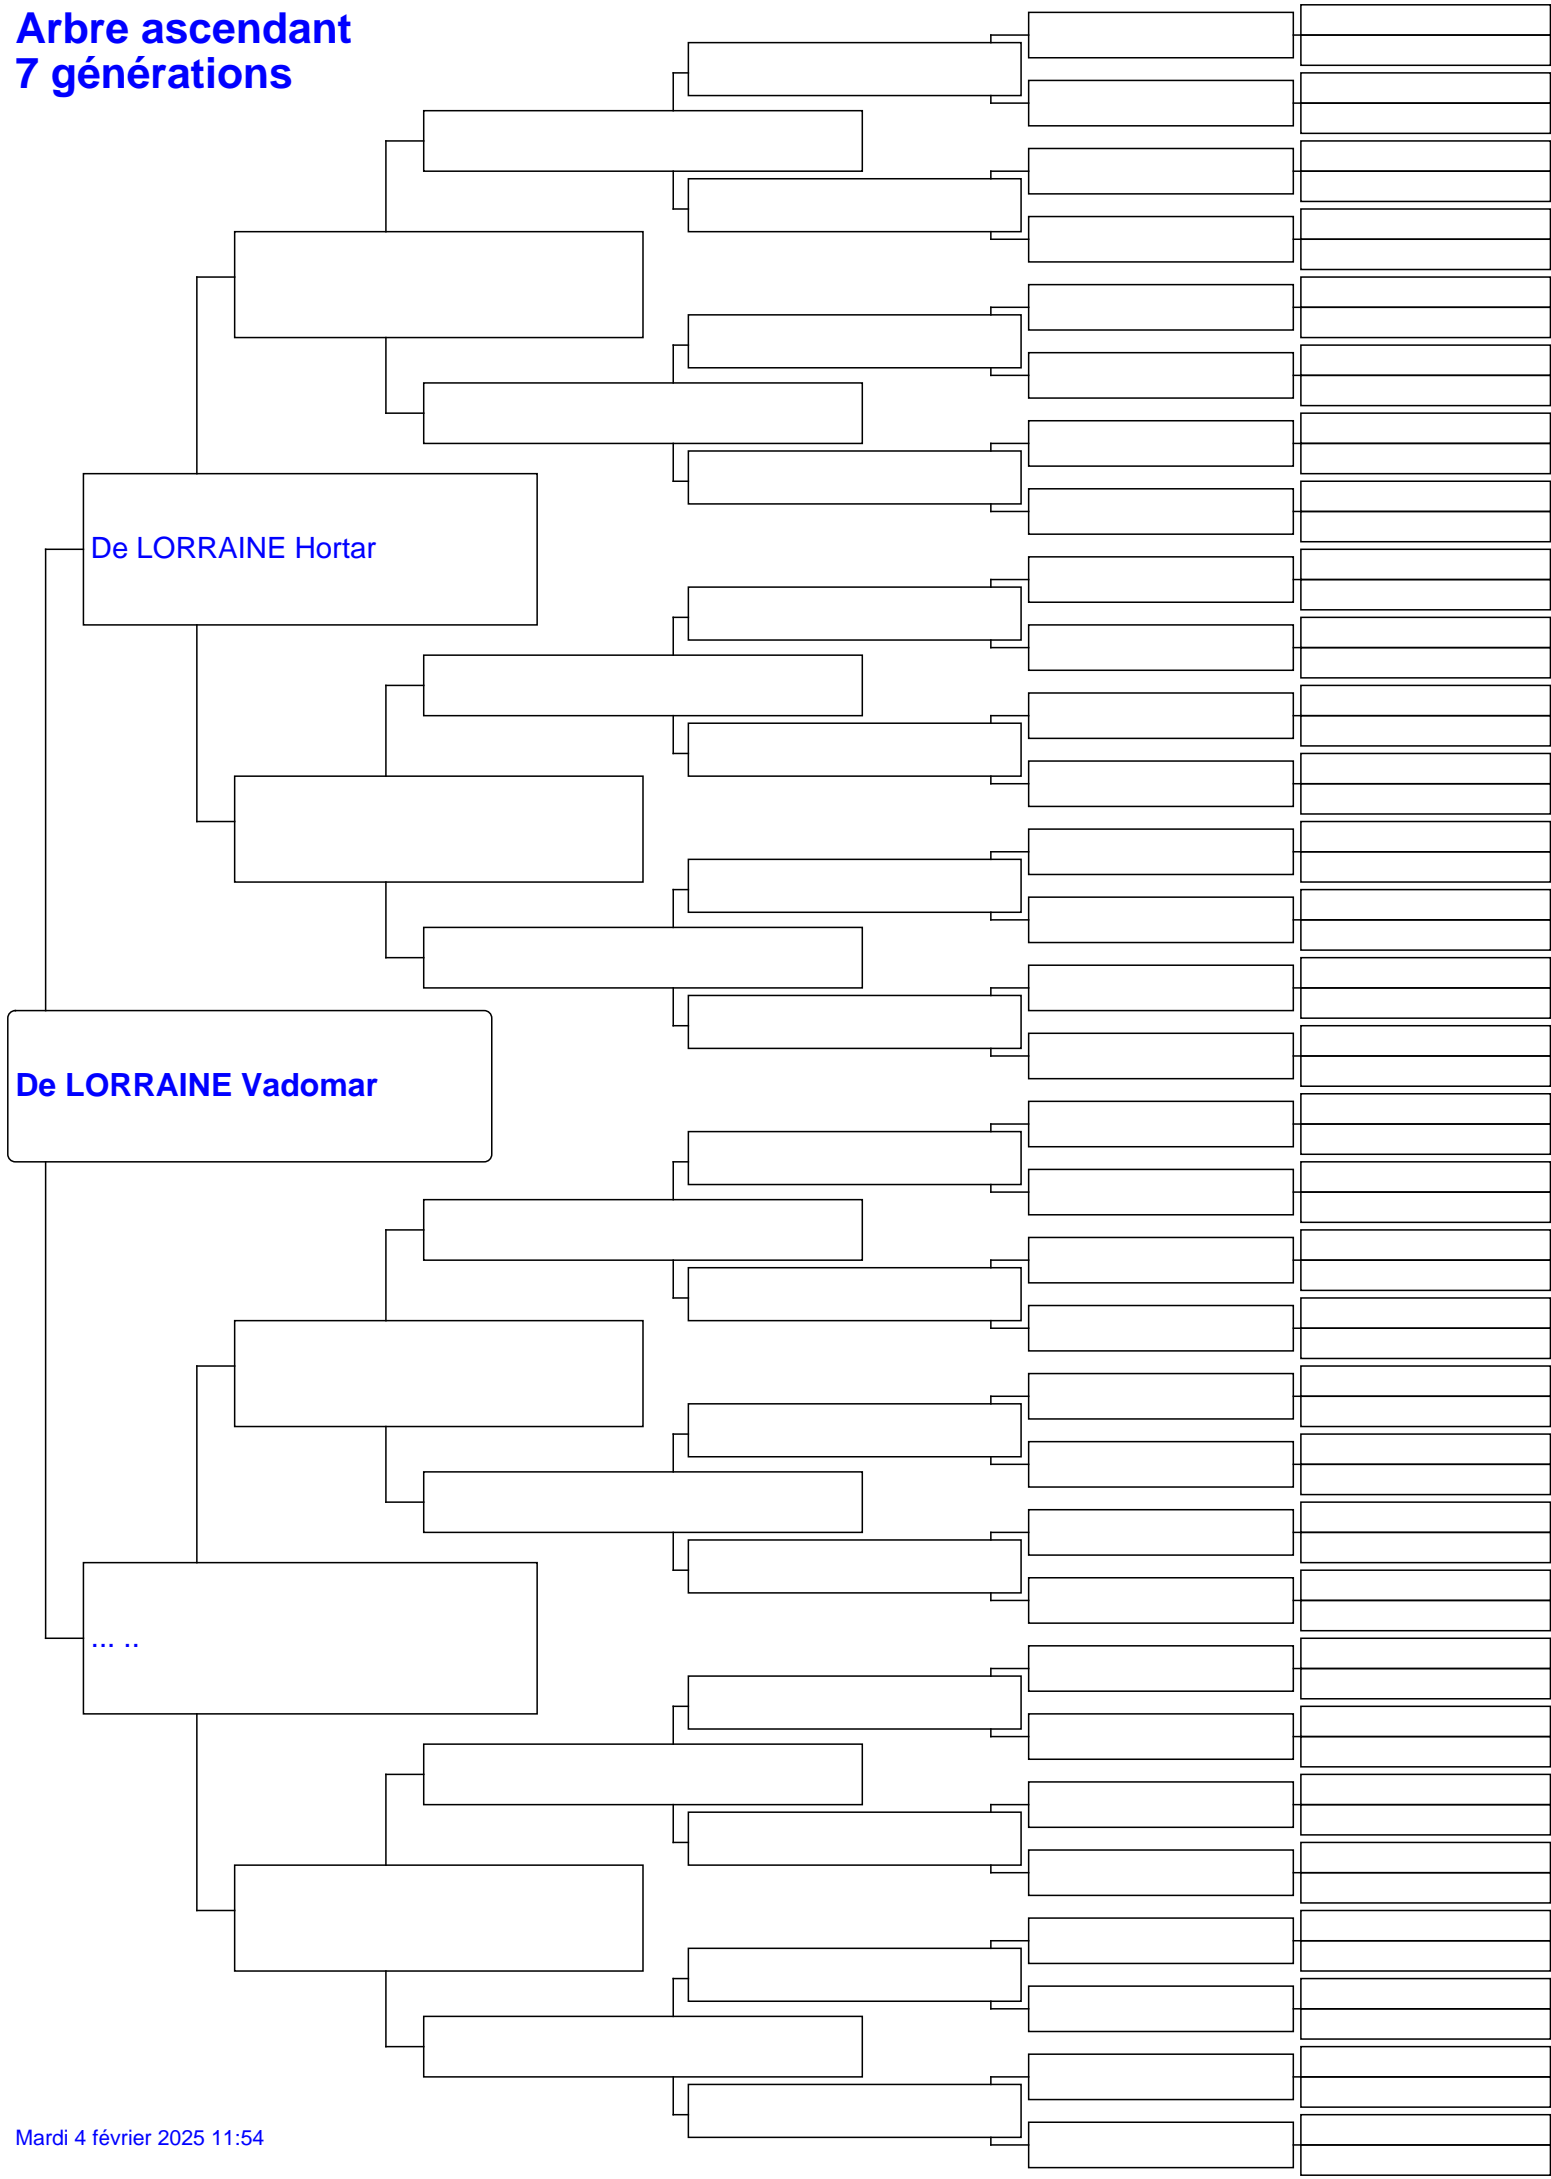 Arbre ascendant
7 générations
De LORRAINE Hortar
De LORRAINE Vadomar
... ..
Mardi 4 février 2025 11:54